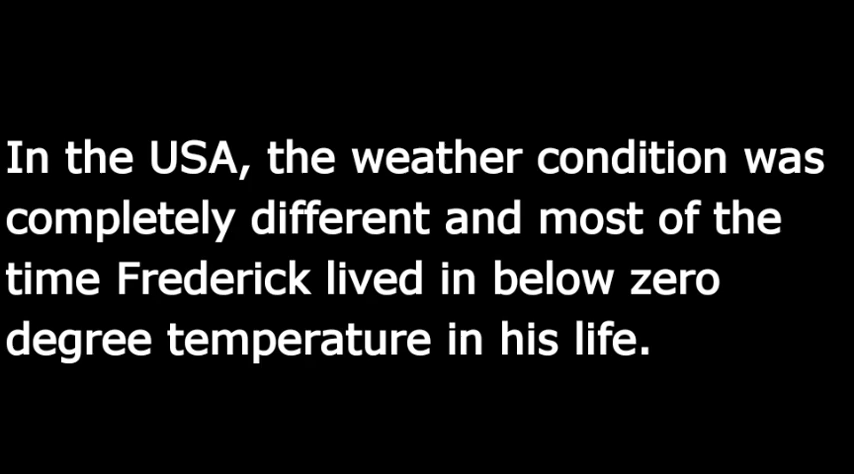 In the USA, the weather condition was
completely different and most of the
time Frederick lived in below zero
degree temperature in his life.